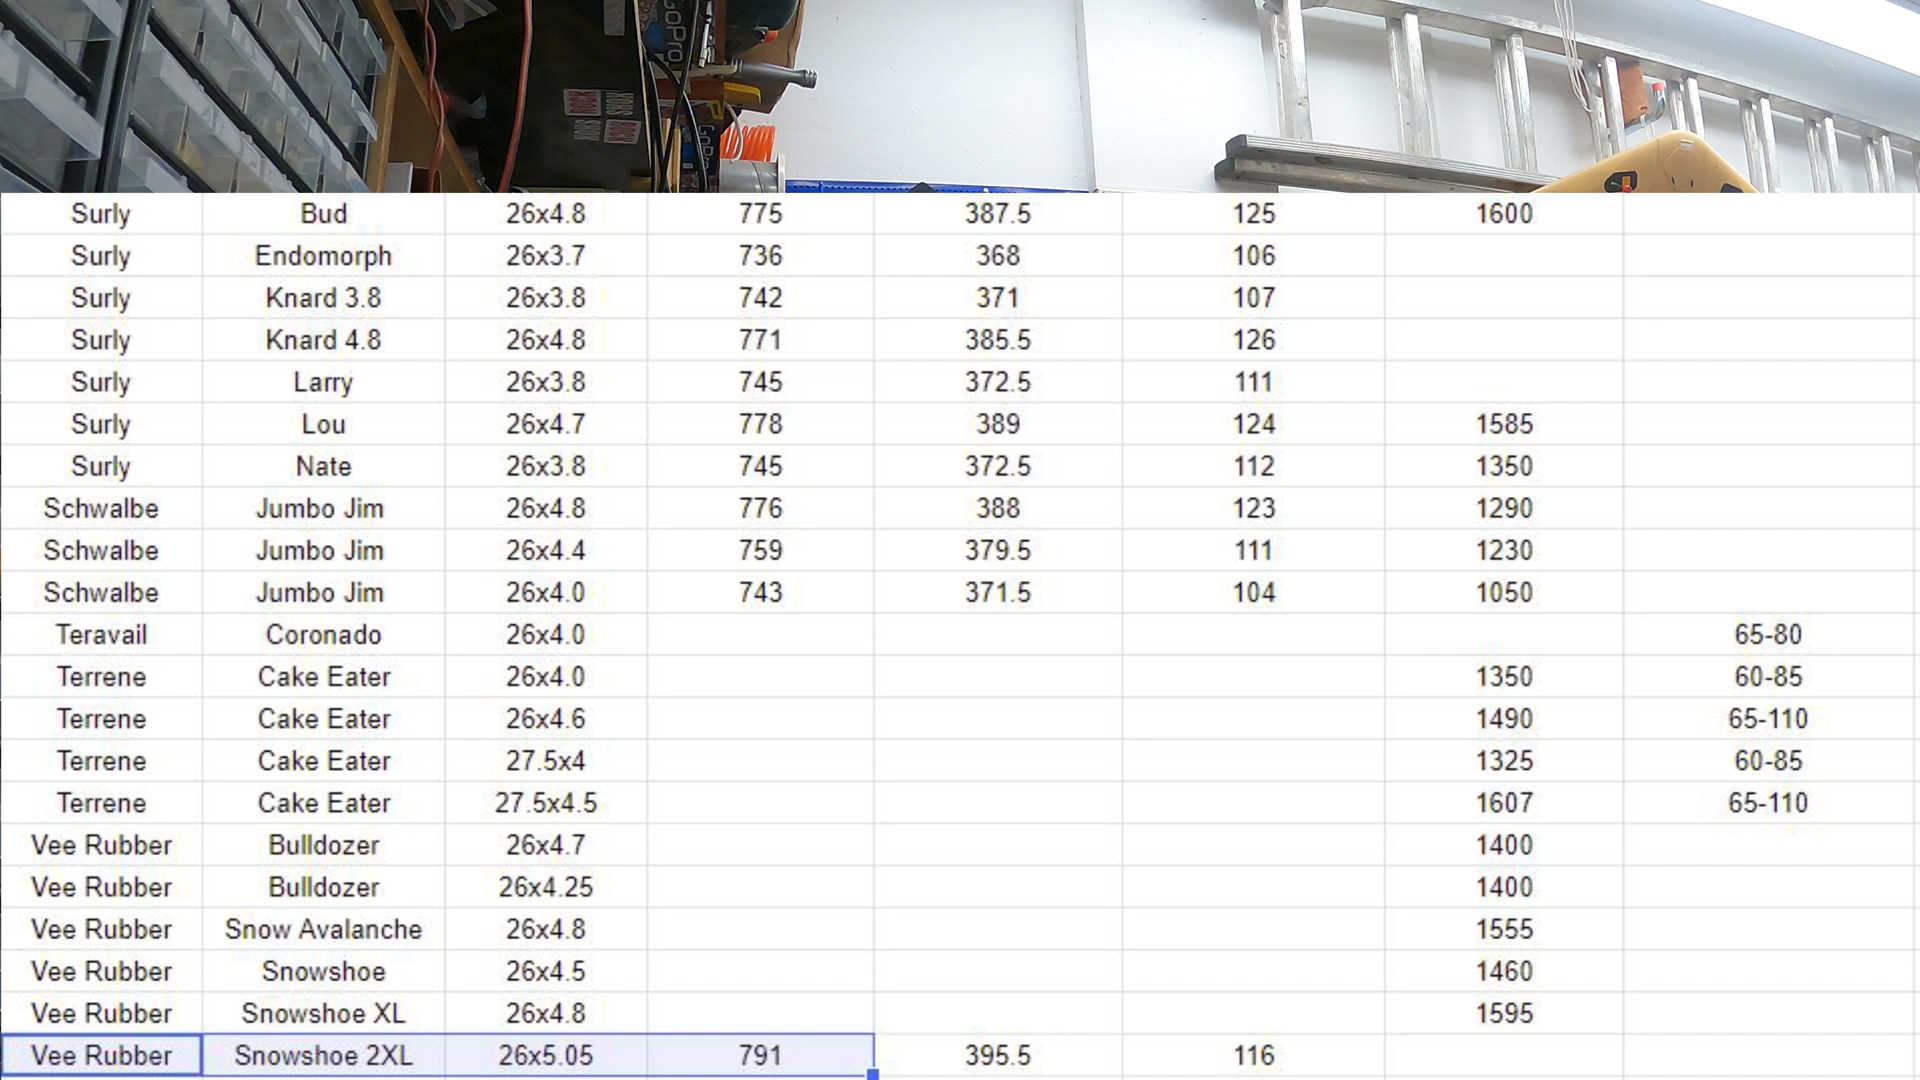 GoPro
ROCK
SHOX
ROCK
SHOX
GoPro
Surly Bud 26x4.8 775 387.5 125 1600
Surly Endomorph 26x3.7 736 368 106
Surly Knard 3.8 26x3.8 742 371 107
Surly Knard 4.8 26x4.8 771 385.5 126
Surly Larry 26x3.8 745 372.5 111
Surly Lou 26x4.7 778 389 124 1585
Surly Nate 26x3.8 745 372.5 112 1350
Schwalbe Jumbo Jim 26x4.8 776 388 123 1290
Schwalbe Jumbo Jim 26x4.4 759 379.5 111 1230
Schwalbe Jumbo Jim 26x4.0 743 371.5 104 1050
Teravail Coronado 26x4.0 65-80
Terrene Cake Eater 26x4.0 1350 60-85
Terrene Cake Eater 26x4.6 1490 65-110
Terrene Cake Eater 27.5x4 1325 60-85
Terrene Cake Eater 27.5x4.5 1607 65-110
Vee Rubber Bulldozer 26x4.7 1400
Vee Rubber Bulldozer 26x4.25 1400
Vee Rubber Snow Avalanche 26x4.8 1555
Vee Rubber Snowshoe 26x4.5 1460
Vee Rubber Snowshoe XL 26x4.8 1595
Vee Rubber Snowshoe 2XL 26x5.05 791 395.5 116